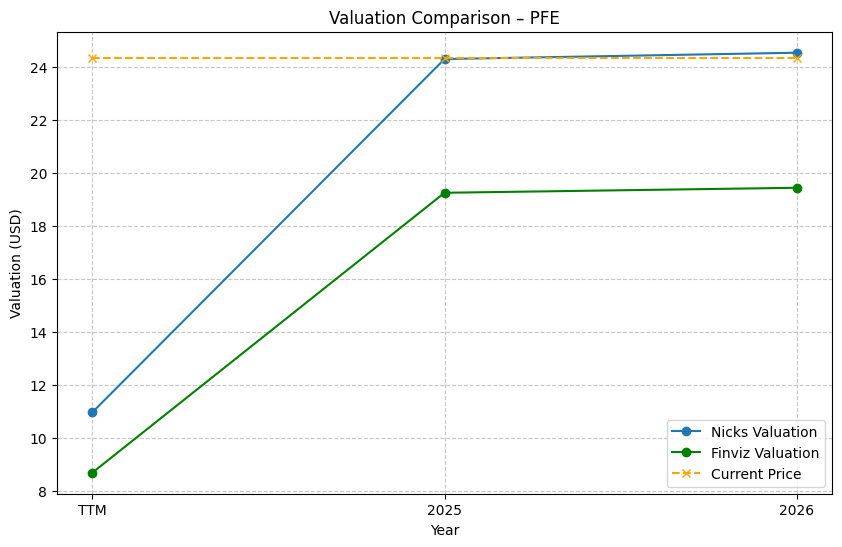 Valuation Comparison – PFE
Valuation (USD)
24
22
20
18
16
14
12
10
8
TTM
2025
2026
Year
Nicks Valuation
Finviz Valuation
Current Price